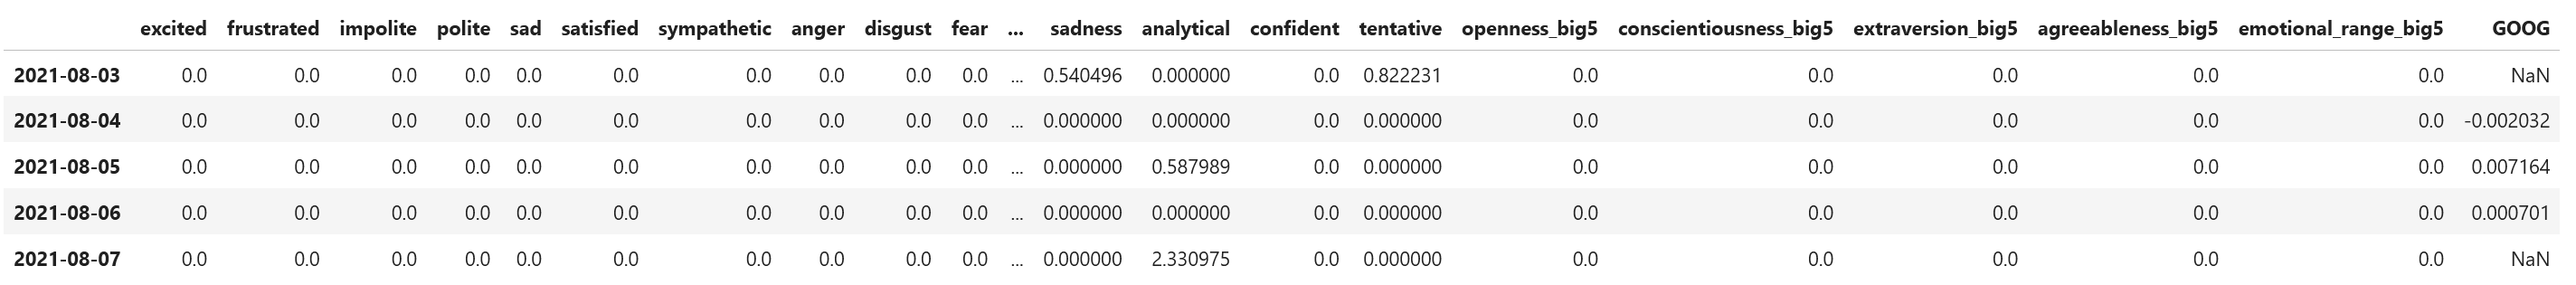 excited frustrated impolite polite sad satisfied sympathetic anger disgust fear ... sadness analytical confident tentative openness_big5 conscientiousness_big5 extraversion_big5 agreeableness_big5 emotional_range_big5 GOOG
2021-08-03 0.0 0.0 0.0 0.0 0.0 0.0 0.0 0.0 0.0 0.0 ... 0.540496 0.000000 0.0 0.822231 0.0 0.0 0.0 0.0 0.0 NaN
2021-08-04 0.0 0.0 0.0 0.0 0.0 0.0 0.0 0.0 0.0 0.0 ... 0.000000 0.000000 0.0 0.000000 0.0 0.0 0.0 0.0 0.0 -0.002032
2021-08-05 0.0 0.0 0.0 0.0 0.0 0.0 0.0 0.0 0.0 0.0 ... 0.000000 0.587989 0.0 0.000000 0.0 0.0 0.0 0.0 0.0 0.007164
2021-08-06 0.0 0.0 0.0 0.0 0.0 0.0 0.0 0.0 0.0 0.0 ... 0.000000 0.000000 0.0 0.000000 0.0 0.0 0.0 0.0 0.0 0.000701
2021-08-07 0.0 0.0 0.0 0.0 0.0 0.0 0.0 0.0 0.0 0.0 ... 0.000000 2.330975 0.0 0.000000 0.0 0.0 0.0 0.0 0.0 NaN